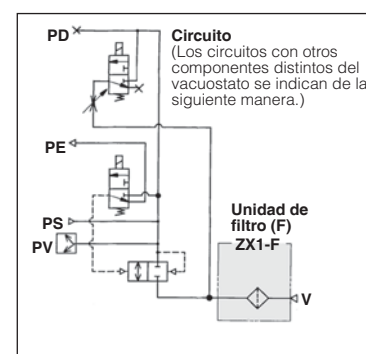 PD
Circuito
(Los circuitos con otros
componentes distintos del
vacuostato se indican de la
siguiente manera.)
PE
PS
PV
Unidad de
filtro (F)
ZX1-F
V